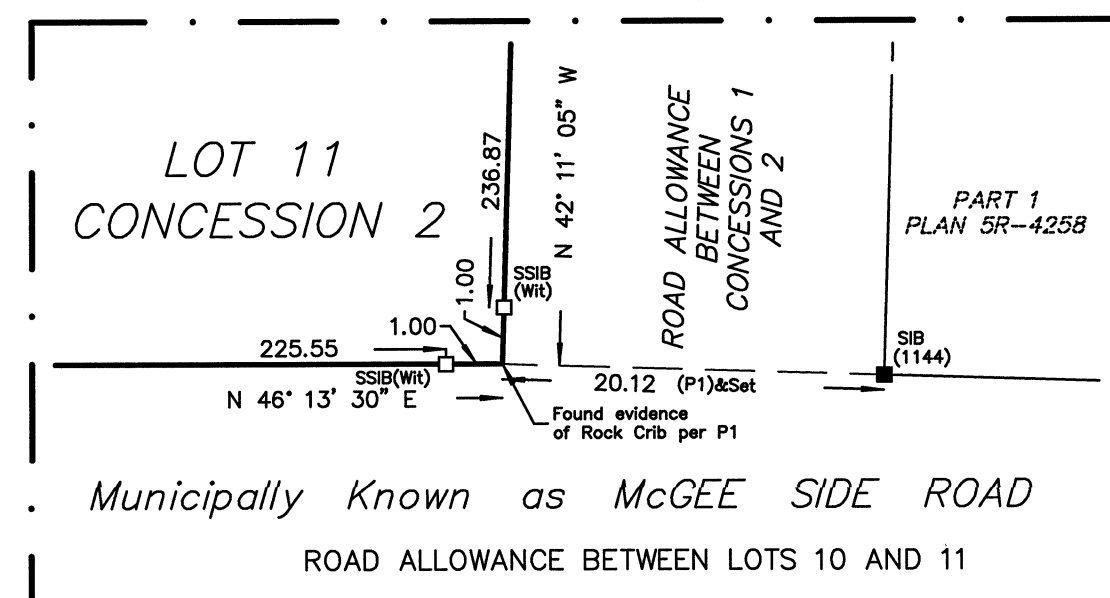 LOT 11
CONCESSION 2
236.87
N 42° 11' 05" W
ROAD ALLOWANCE
BETWEEN
CONCESSIONS 1
AND 2
PART 1
PLAN 5R-4258
1.00
SSIB
(Wit)
1.00
225.55
SSIB(Wit)
N 46° 13' 30" E
SIB
(1144)
20.12 (P1)&Set
Found evidence
of Rock Crib per P1
Municipally Known as McGEE SIDE ROAD
ROAD ALLOWANCE BETWEEN LOTS 10 AND 11